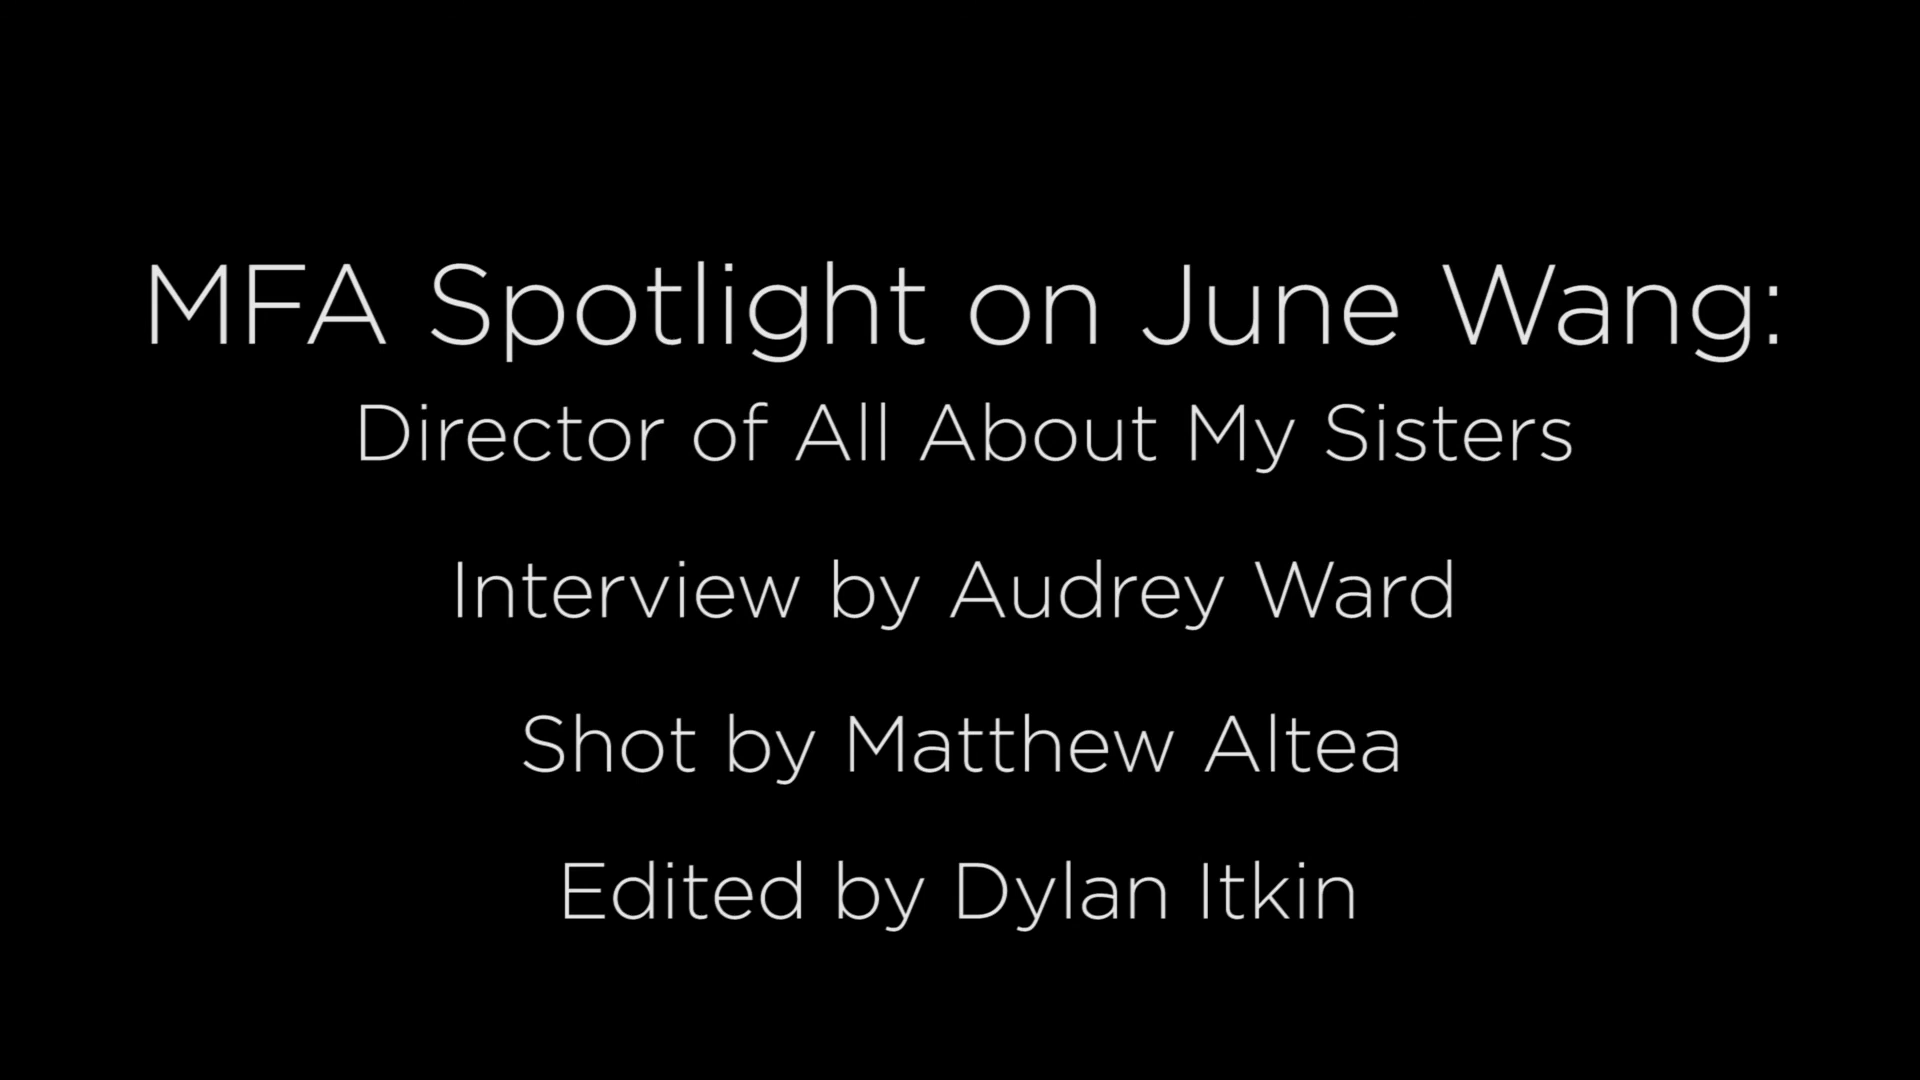 MFA Spotlight on June Wang:
Director of All About My Sisters
Interview by Audrey Ward
Shot by Matthew Altea
Edited by Dylan Itkin